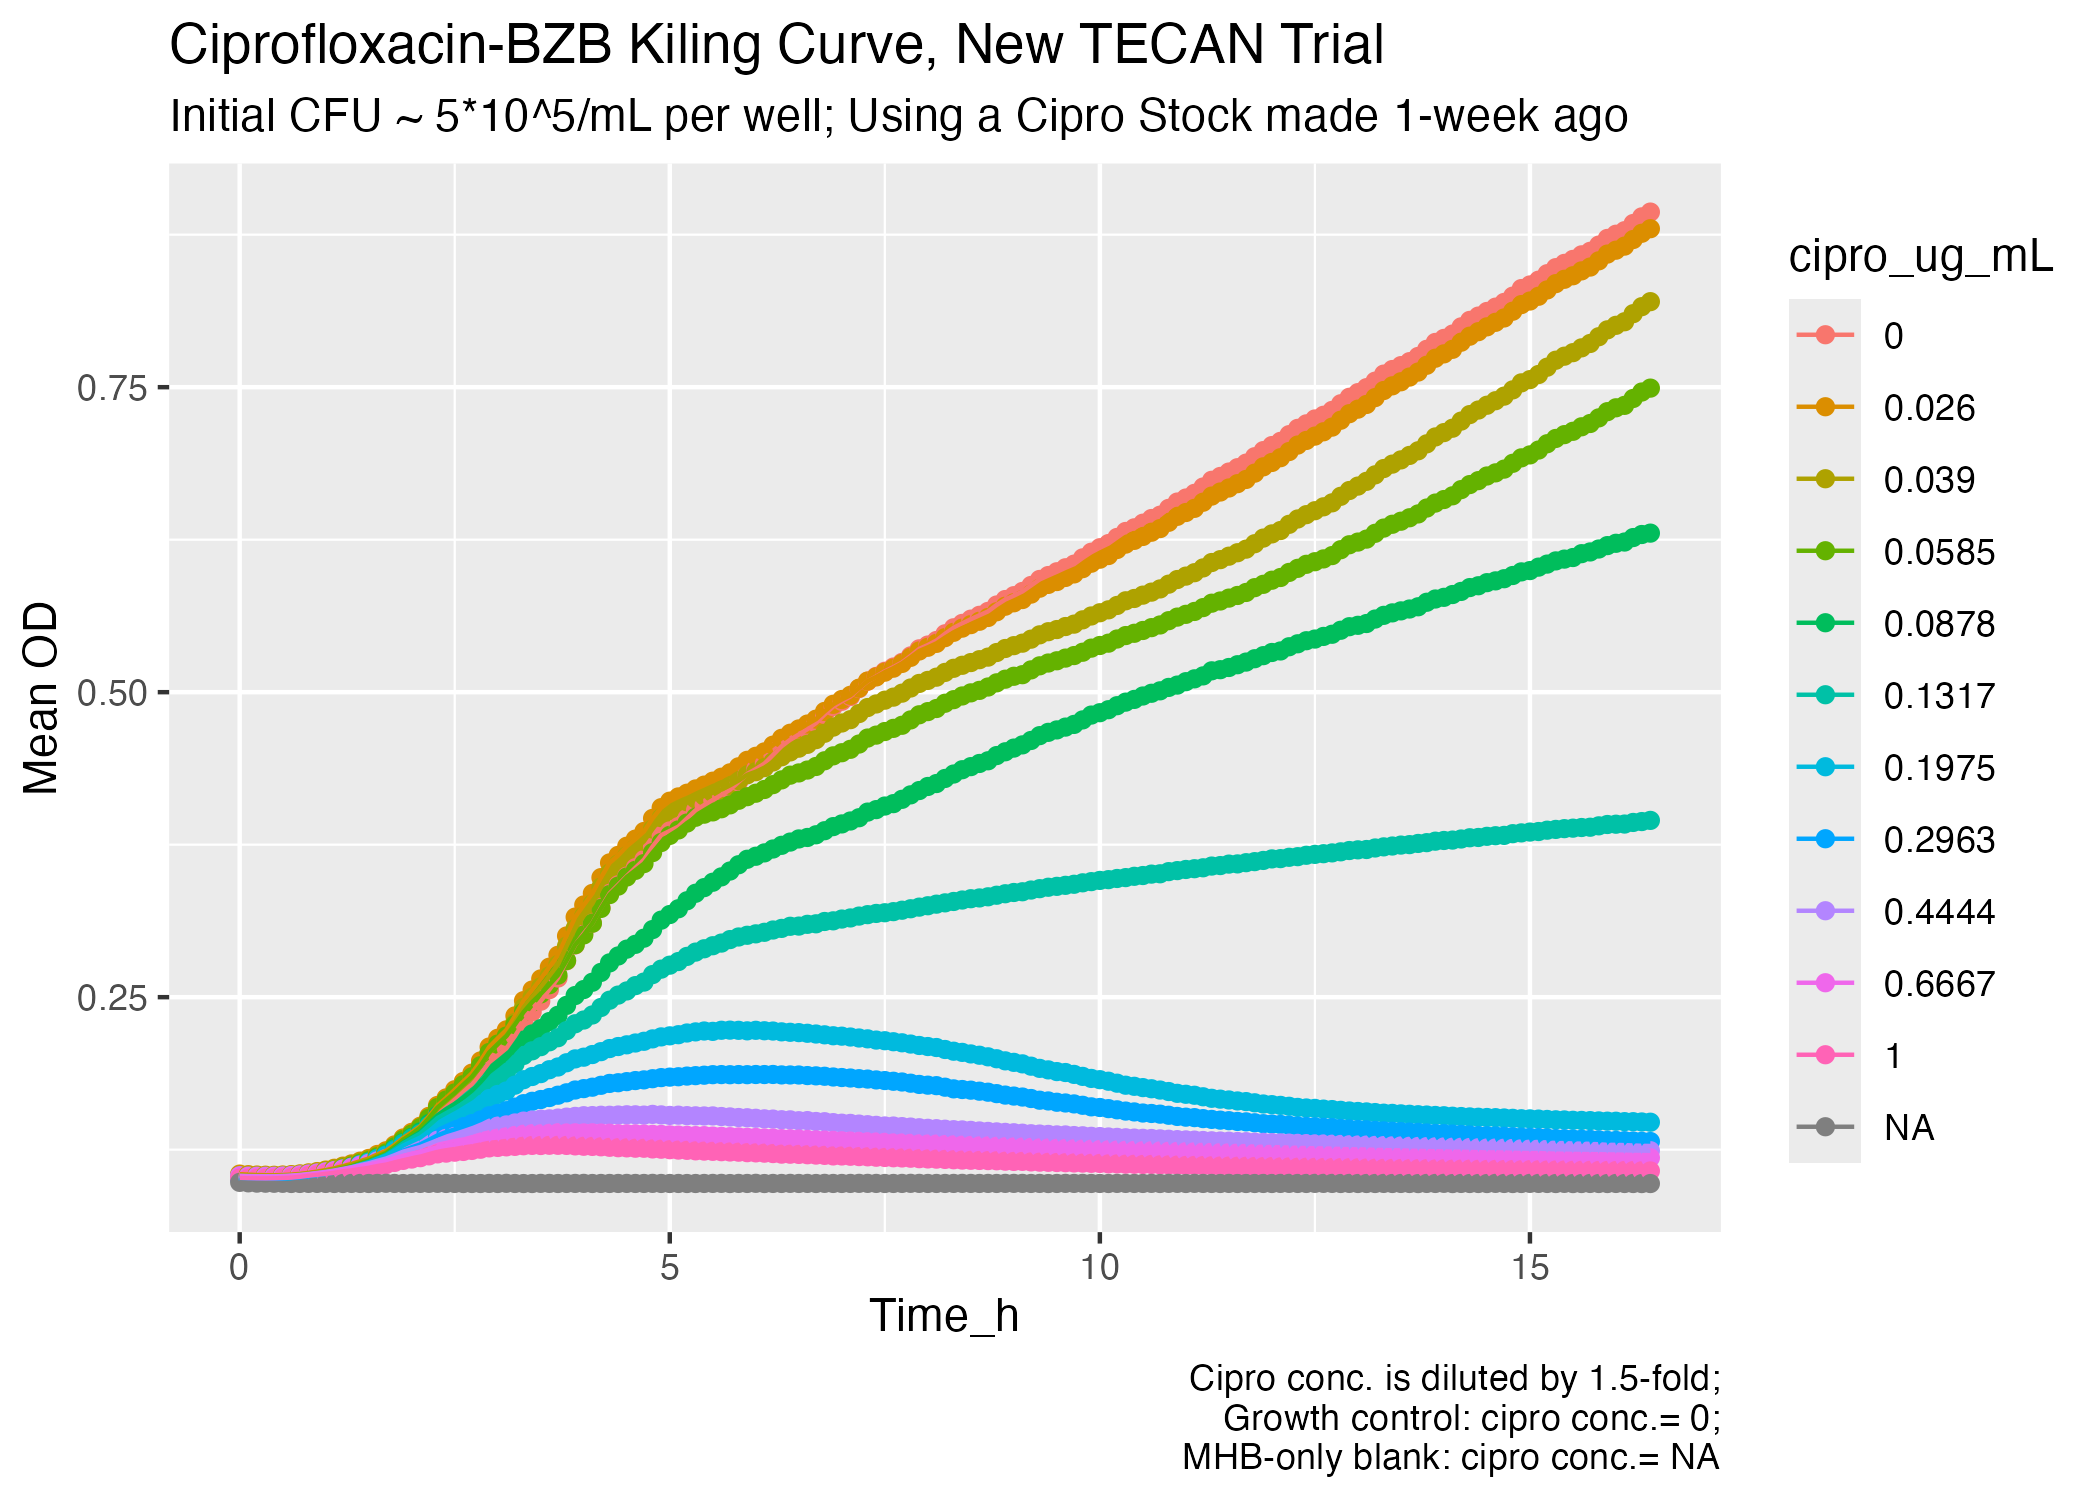 Ciprofloxacin-BZB Kiling Curve, New TECAN Trial
Initial CFU ~ 5*10^5/mL per well; Using a Cipro Stock made 1-week ago
Mean OD
0.75
0.50
0.25
0
5
10
15
Time_h
cipro_ug_mL
0
0.026
0.039
0.0585
0.0878
0.1317
0.1975
0.2963
0.4444
0.6667
1
NA
Cipro conc. is diluted by 1.5-fold;
Growth control: cipro conc.= 0;
MHB-only blank: cipro conc.= NA